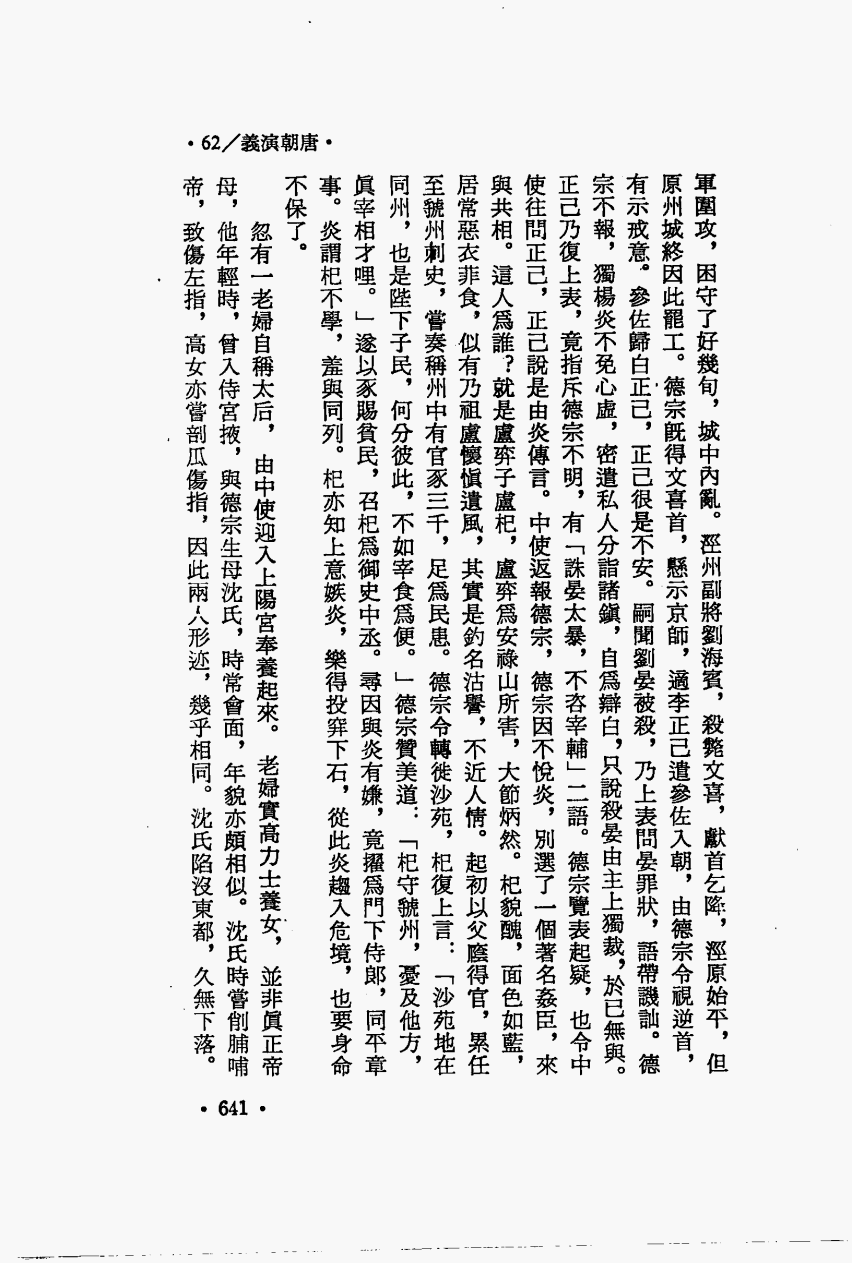 •62／義演朝唐•
軍圍攻，困守了好幾旬，城中內亂。涇州副將劉海賓，殺斃文喜，獻首乞降，涇原始平，但
原州城終因此罷工。德宗旣得文喜首，懸示京師，適李正己遣參佐入朝，由德宗令視逆首，
有示戒意。參佐歸白正己，正己很是不安。嗣聞劉晏被殺，乃上表問晏罪狀，語帶譏訕。德
宗不報，獨楊炎不免心虛，密遣私人分詣諸鎭，自爲辯白，只說殺晏由主上獨裁，於己無與。
正己乃復上表，竟指斥德宗不明，有「誅晏太暴，不咨宰輔」二語。德宗覽表起疑，也令中
使往問正己，正己說是由炎傳言。中使返報德宗，德宗因不悅炎，別選了一個著名姦臣，來
與共相。這人爲誰？就是盧弈子盧杞，盧弈爲安祿山所害，大節炳然。杞貌醜，面色如藍，
居常惡衣菲食，似有乃祖盧懷愼遺風，其實是釣名沽譽，不近人情。起初以父廕得官，累任
至虢州刺史，嘗奏稱州中有官豕三千，足爲民患。德宗令轉徙沙苑，杞復上言：「沙苑地在
同州，也是陛下子民，何分彼此，不如宰食爲便。」德宗贊美道：「杞守虢州，憂及他方，
眞宰相才哩。」遂以豕賜貧民，召杞爲御史中丞。尋因與炎有嫌，竟擢爲門下侍郎，同平章
事。炎謂杞不學，羞與同列。杞亦知上意嫉炎，樂得投穽下石，從此炎趨入危境，也要身命
不保了。
忽有一老婦自稱太后，由中使迎入上陽宮奉養起來。老婦實高力士養女，並非眞正帝
母，他年輕時，曾入侍宮掖，與德宗生母沈氏，時常會面，年貌亦頗相似。沈氏時嘗削脯哺
帝，致傷左指，高女亦嘗剖瓜傷指，因此兩人形迹，幾乎相同。沈氏陷沒東都，久無下落。
•641•